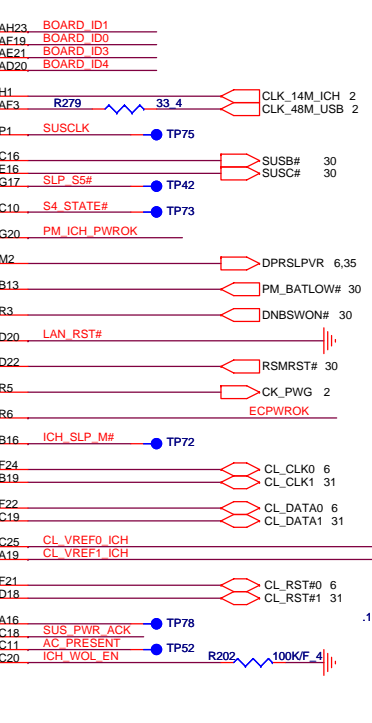 AH23 BOARD_ID1
AF19 BOARD_ID0
AE21 BOARD_ID3
AD20 BOARD_ID4
H1 CLK_14M_ICH 2
AF3 R279 33_4 CLK_48M_USB 2
P1 SUSCLK TP75
C16 SUSB# 30
E16 SUSC# 30
G17 SLP_S5# TP42
C10 S4_STATE# TP73
G20 PM_ICH_PWROK
M2 DPRSLPVR 6,35
B13 PM_BATLOW# 30
R3 DNBSWON# 30
D20 LAN_RST#
D22 RSMRST# 30
R5 CK_PWG 2
R6 ECPWROK
B16 ICH_SLP_M# TP72
F24 CL_CLK0 6
B19 CL_CLK1 31
F22 CL_DATA0 6
C19 CL_DATA1 31
C25 CL_VREF0_ICH
A19 CL_VREF1_ICH
F21 CL_RST#0 6
D18 CL_RST#1 31
.1
A16 TP78
C18 SUS_PWR_ACK
C11 AC_PRESENT TP52
C20 ICH_WOL_EN R202 100K/F_4